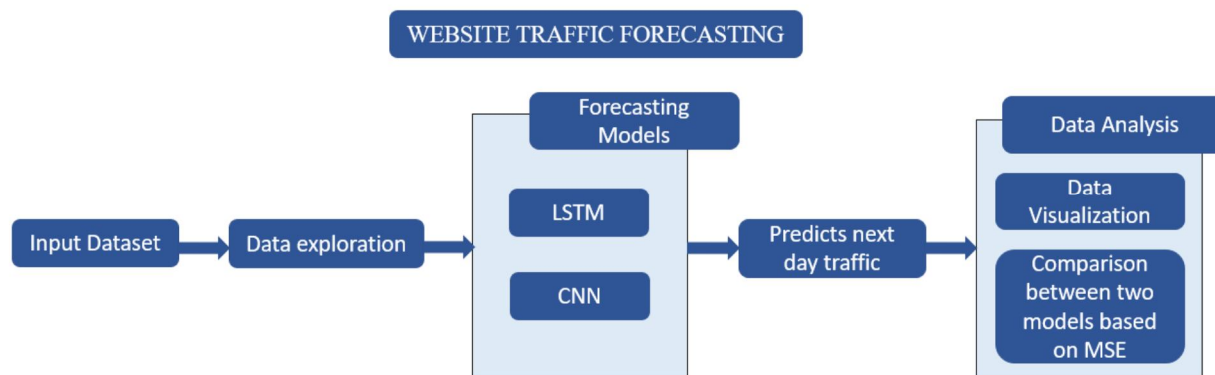 WEBSITE TRAFFIC FORECASTING
Input Dataset
Data exploration
Forecasting
Models
LSTM
CNN
Predicts next
day traffic
Data Analysis
Data
Visualization
Comparison
between two
models based
on MSE